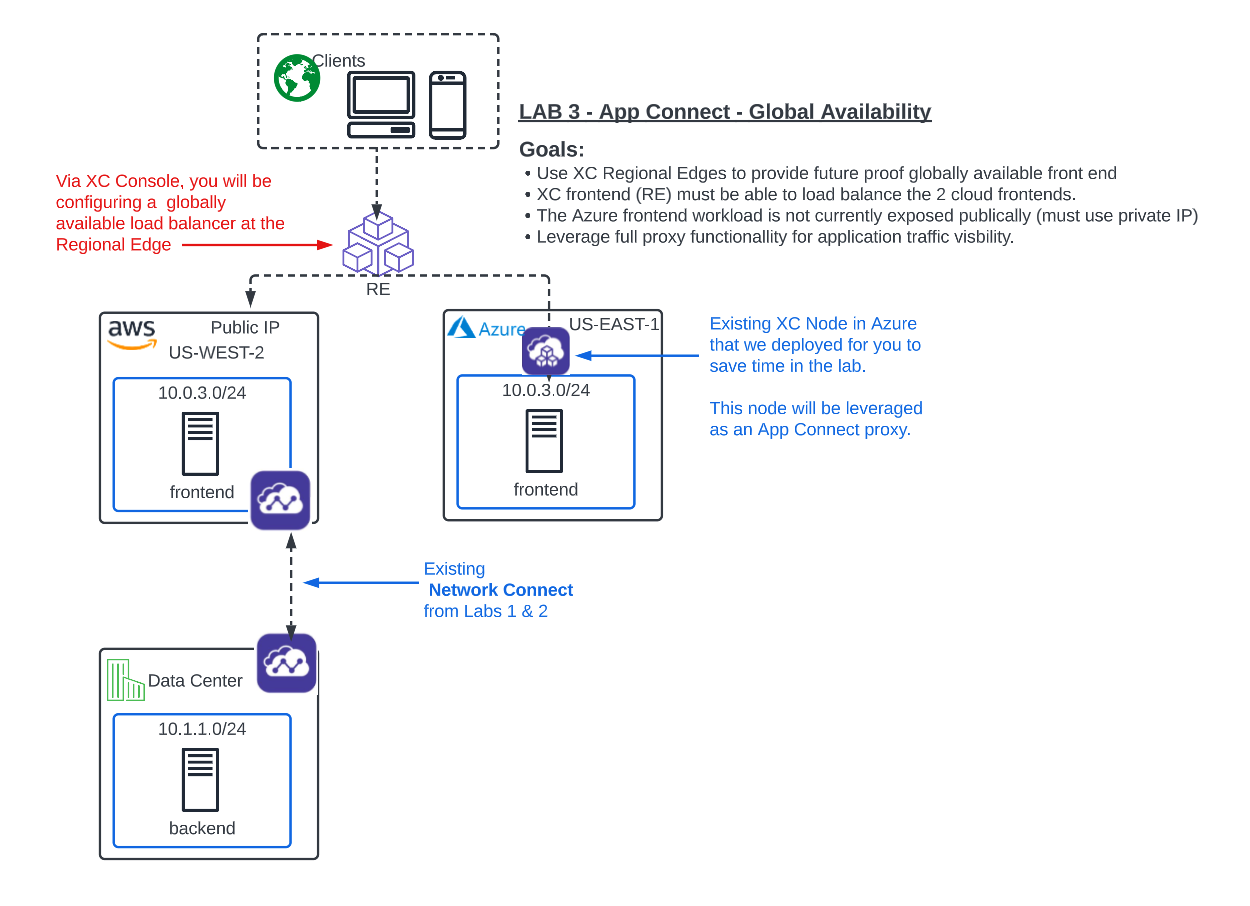 Clients
LAB 3 - App Connect - Global Availability
Goals:
• Use XC Regional Edges to provide future proof globally available front end
• XC frontend (RE) must be able to load balance the 2 cloud frontends.
• The Azure frontend workload is not currently exposed publically (must use private IP)
• Leverage full proxy functionallity for application traffic visbility.
Via XC Console, you will be
configuring a  globally
available load balancer at the
Regional Edge
RE
aws
Public IP
US-WEST-2
10.0.3.0/24
frontend
Azure
US-EAST-1
10.0.3.0/24
frontend
Existing XC Node in Azure
that we deployed for you to
save time in the lab.
This node will be leveraged
as an App Connect proxy.
Existing
Network Connect
from Labs 1 & 2
Data Center
10.1.1.0/24
backend